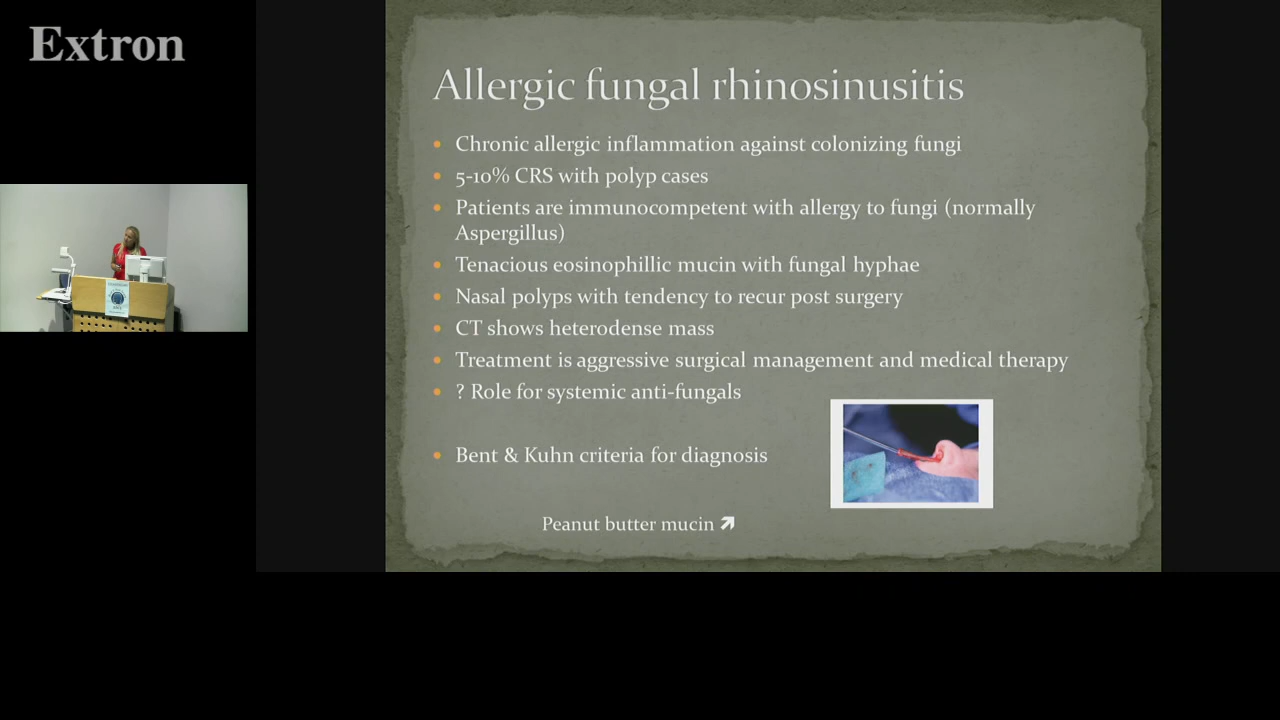 Extron
Allergic fungal rhinosinusitis
• Chronic allergic inflammation against colonizing fungi
• 5-10% CRS with polyp cases
• Patients are immunocompetent with allergy to fungi (normally
Aspergillus)
• Tenacious eosinophillic mucin with fungal hyphae
• Nasal polyps with tendency to recur post surgery
• CT shows heterodense mass
• Treatment is aggressive surgical management and medical therapy
• ? Role for systemic anti-fungals
• Bent & Kuhn criteria for diagnosis
Peanut butter mucin